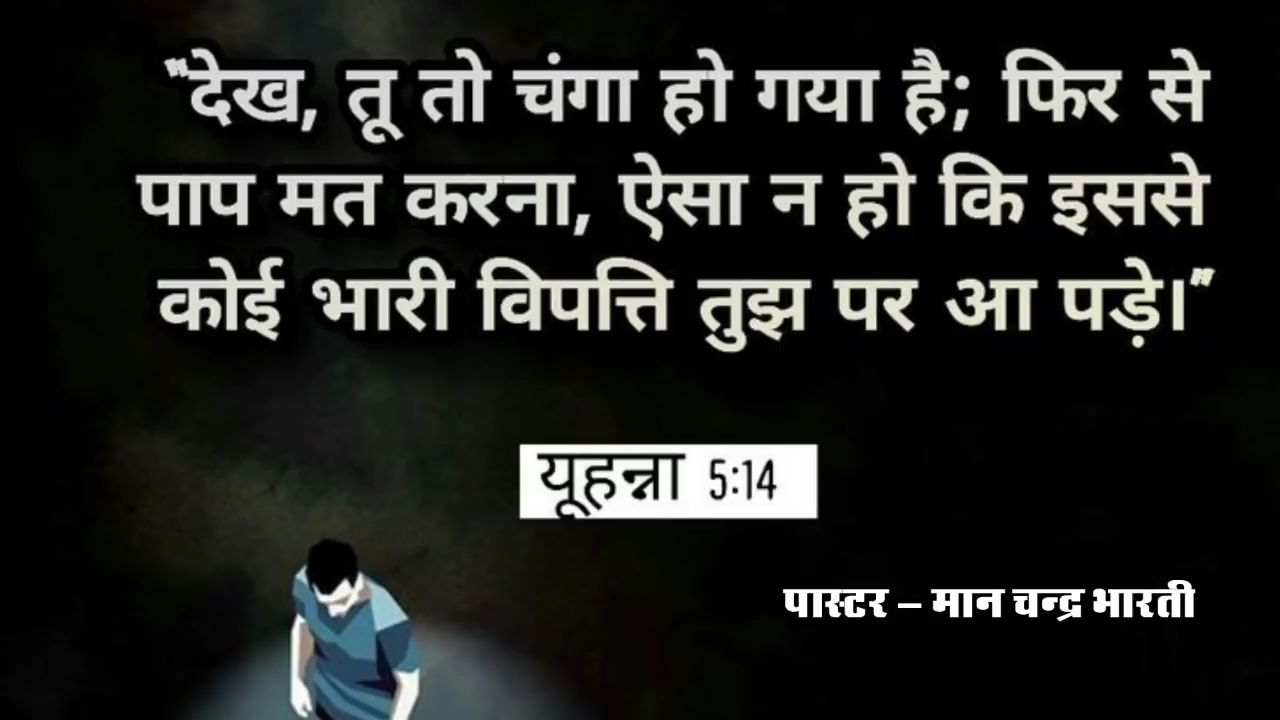 "देख, तू तो चंगा हो गया है; फिर से
पाप मत करना, ऐसा न हो कि इससे
कोई भारी विपत्ति तुझ पर आ पड़े।"
यूहन्ना 5:14
पास्टर – मान चन्द्र भारती